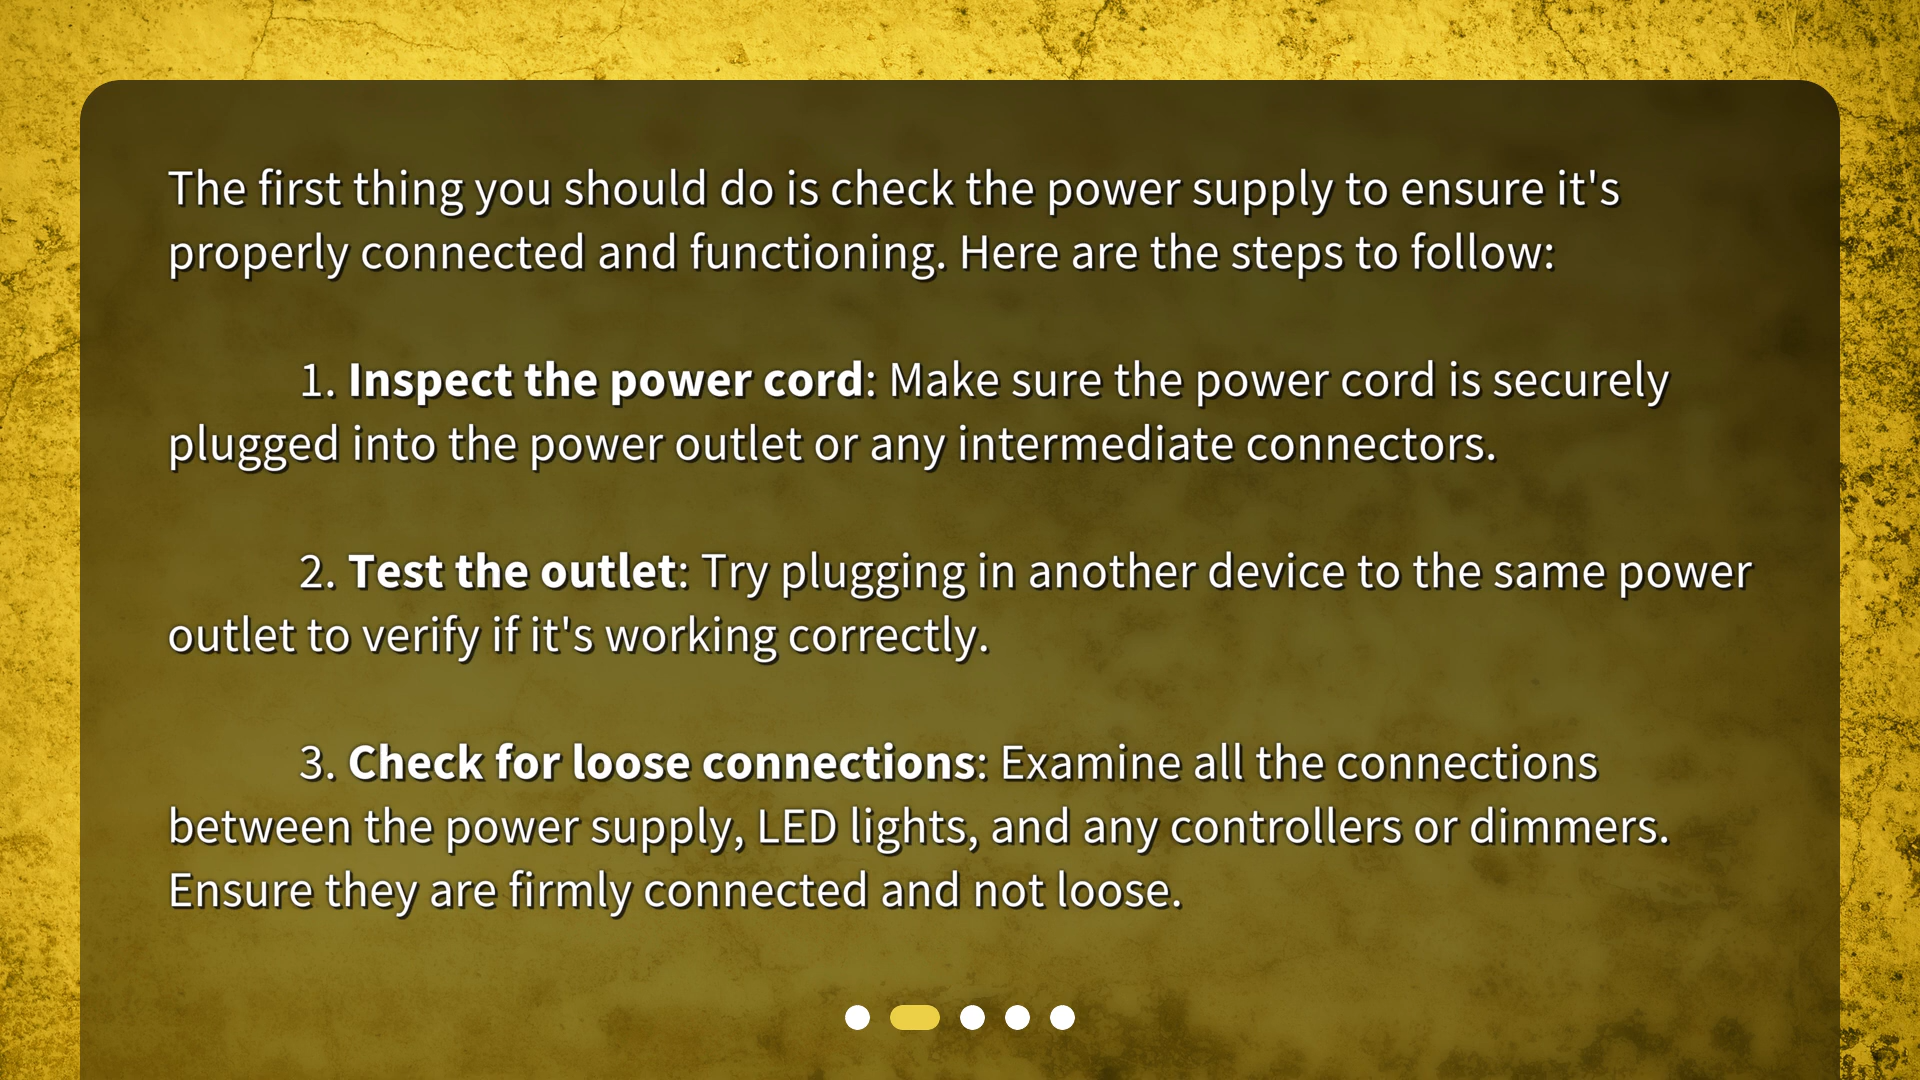 The first thing you should do is check the power supply to ensure it's
properly connected and functioning. Here are the steps to follow:
1. Inspect the power cord: Make sure the power cord is securely
plugged into the power outlet or any intermediate connectors.
2. Test the outlet: Try plugging in another device to the same power
outlet to verify if it's working correctly.
3. Check for loose connections: Examine all the connections
between the power supply, LED lights, and any controllers or dimmers.
Ensure they are firmly connected and not loose.